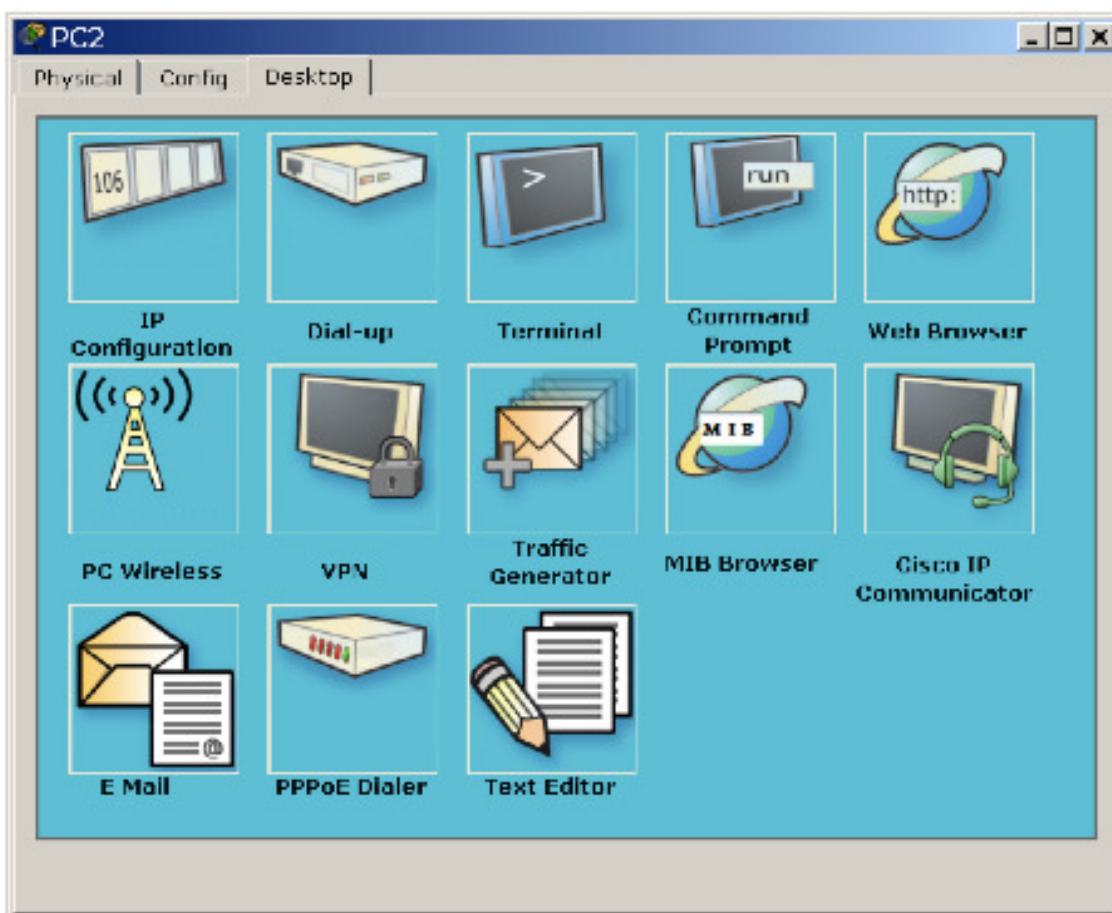 PC2
Physical Config Desktop
106
>
run
http:
IP
Configuration
Dial-up
Terminal
Command
Prompt
Web Browser
MIB
PC Wireless
VPN
Traffic
Generator
MIB Browser
Cisco IP
Communicator
@
E Mail
PPPoE Dialer
Text Editor